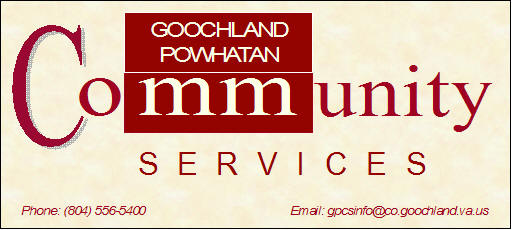 GOOCHLAND
POWHATAN
Community
SERVICES
Phone: (804) 556-5400 Email: gpcsinfo@co.goochland.va.us